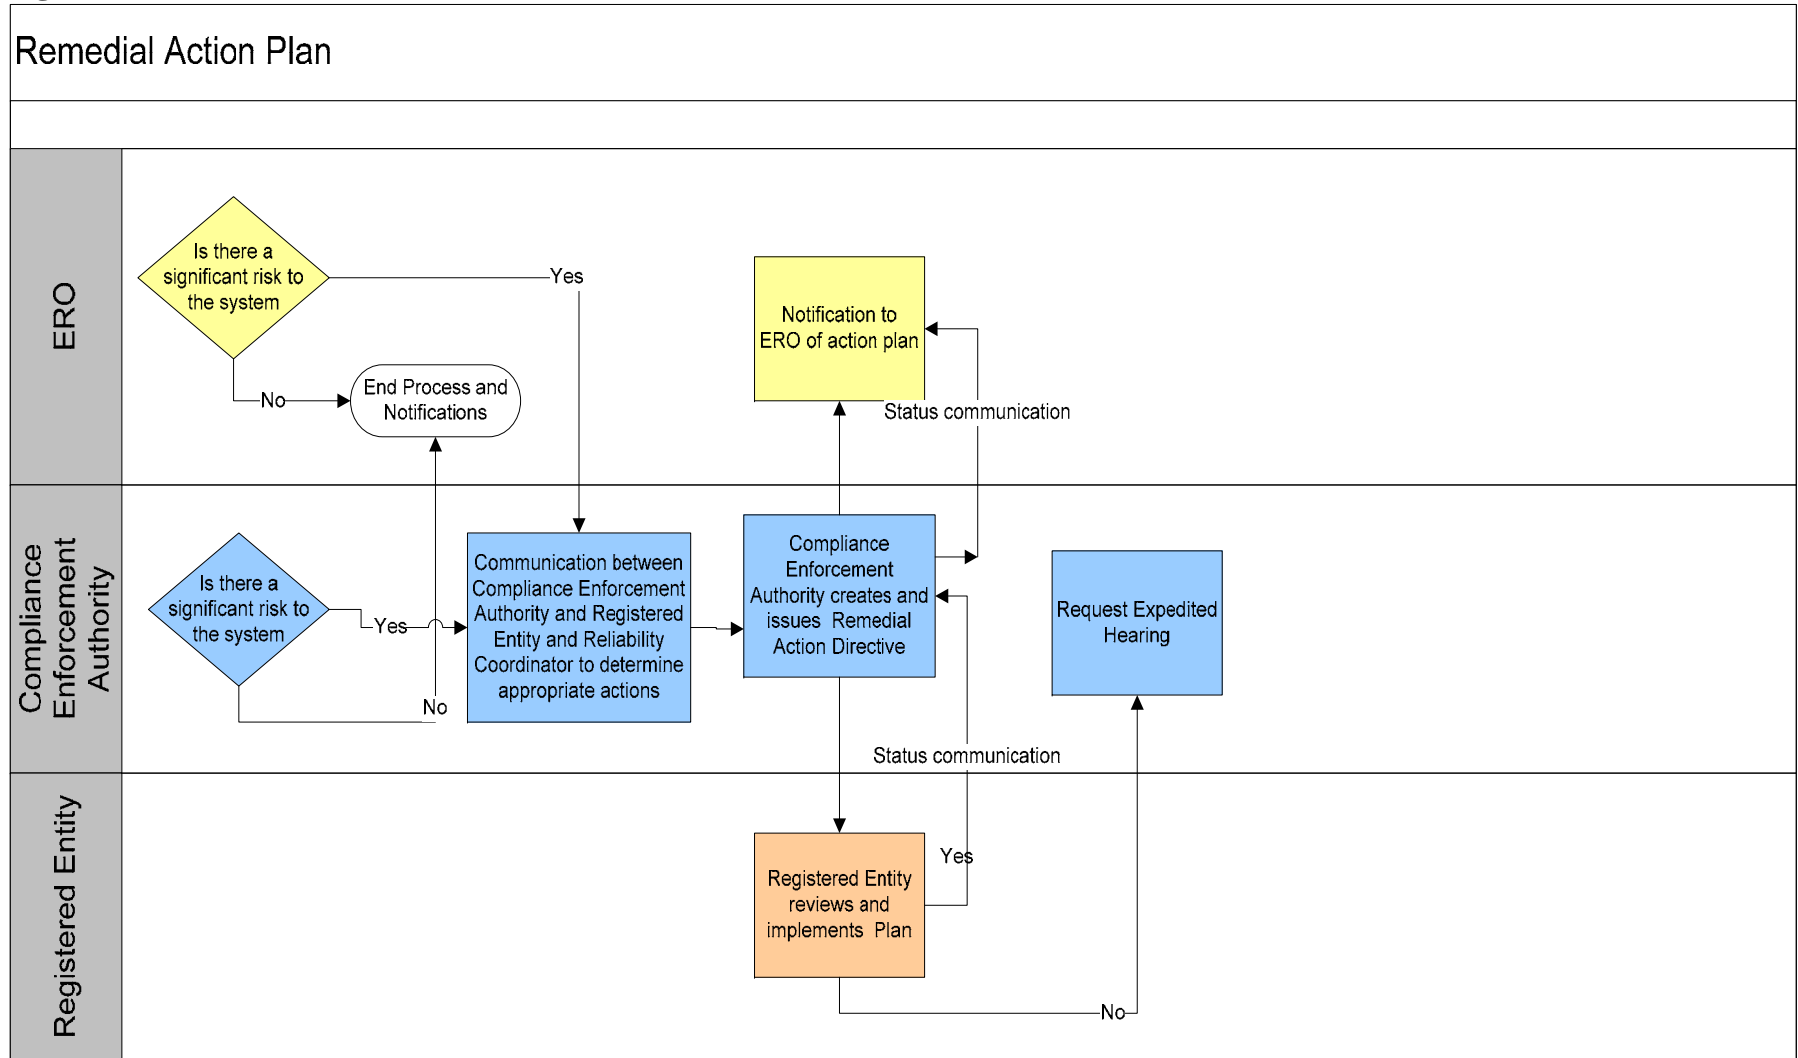 Remedial Action Plan
ERO
Is there a
significant risk to
the system
Yes
No
End Process and
Notifications
Notification to
ERO of action plan
Status communication
Compliance
Enforcement
Authority
Is there a
significant risk to
the system
Yes
No
Communication between
Compliance Enforcement
Authority and Registered
Entity and Reliability
Coordinator to determine
appropriate actions
Compliance
Enforcement
Authority creates and
issues Remedial
Action Directive
Request Expedited
Hearing
Status communication
Registered Entity
Registered Entity
reviews and
implements Plan
Yes
No